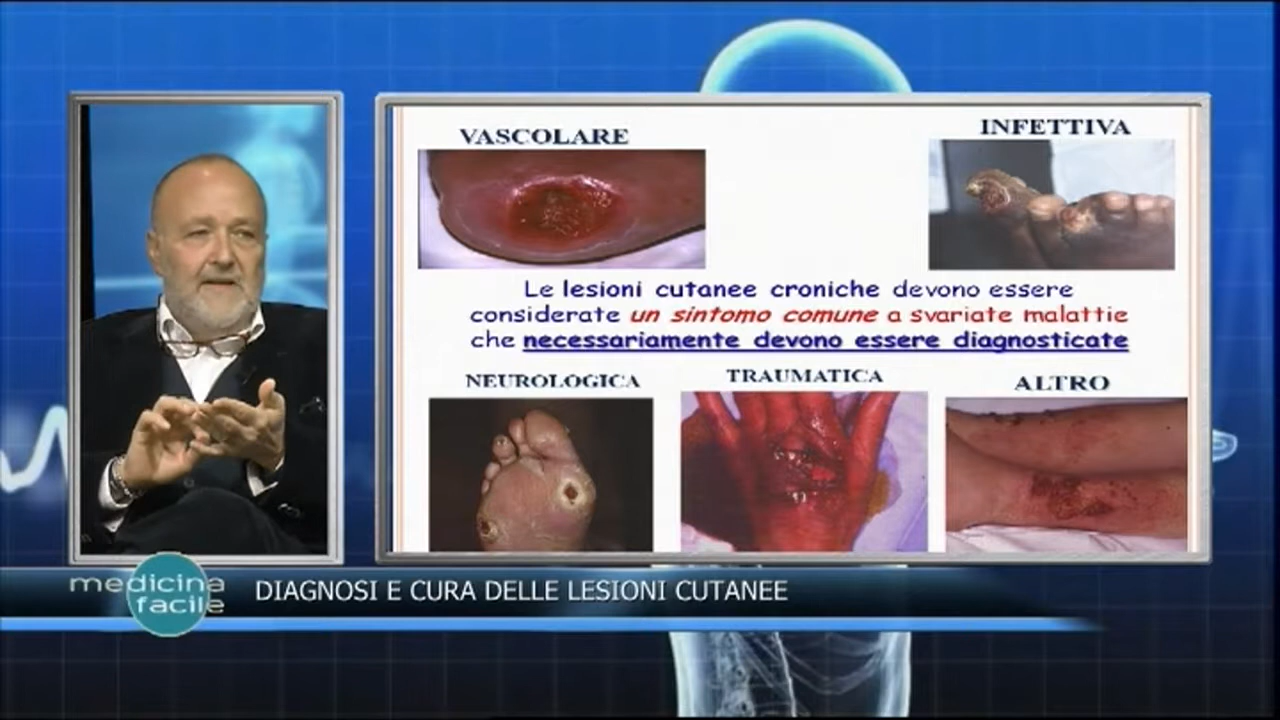 VASCOLARE
INFETTIVA
Le lesioni cutanee croniche devono essere
considerate un sintomo comune a svariate malattie
che necessariamente devono essere diagnosticate
NEUROLOGICA
TRAUMATICA
ALTRO
medicina
facile
DIAGNOSI E CURA DELLE LESIONI CUTANEE